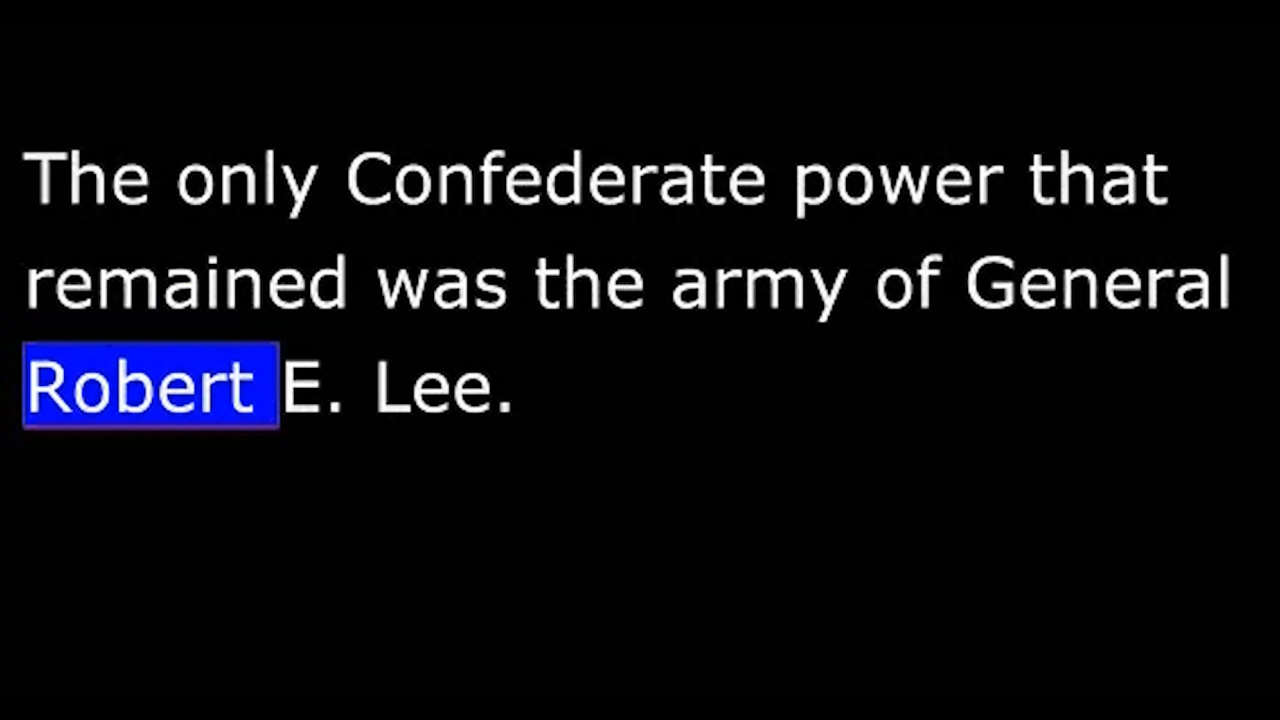 The only Confederate power that
remained was the army of General
Robert E. Lee.